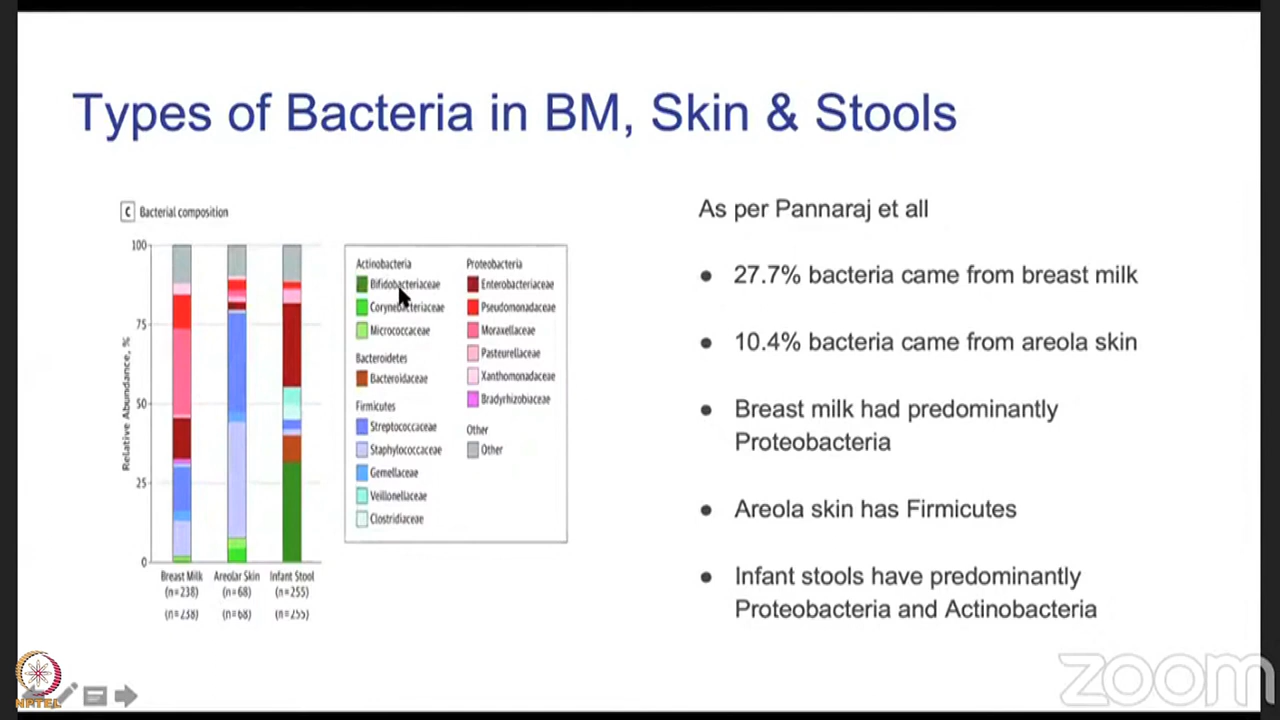 Types of Bacteria in BM, Skin & Stools
C Bacterial composition
100
75
50
25
0
Relative Abundance, %
Breast Milk
(n=238)
(n=238)
Areolar Skin
(n=68)
(n=68)
Infant Stool
(n=255)
(n=255)
Actinobacteria
Bifidobacteriaceae
Corynebacteriaceae
Micrococcaceae
Bacteroidetes
Bacteroidaceae
Firmicutes
Streptococcaceae
Staphylococcaceae
Gemellaceae
Veillonellaceae
Clostridiaceae
Proteobacteria
Enterobacteriaceae
Pseudomonadaceae
Moraxellaceae
Pasteurellaceae
Xanthomonadaceae
Bradyrhizobiaceae
Other
Other
As per Pannaraj et all
● 27.7% bacteria came from breast milk
● 10.4% bacteria came from areola skin
● Breast milk had predominantly
Proteobacteria
● Areola skin has Firmicutes
● Infant stools have predominantly
Proteobacteria and Actinobacteria
NPTEL
zoom